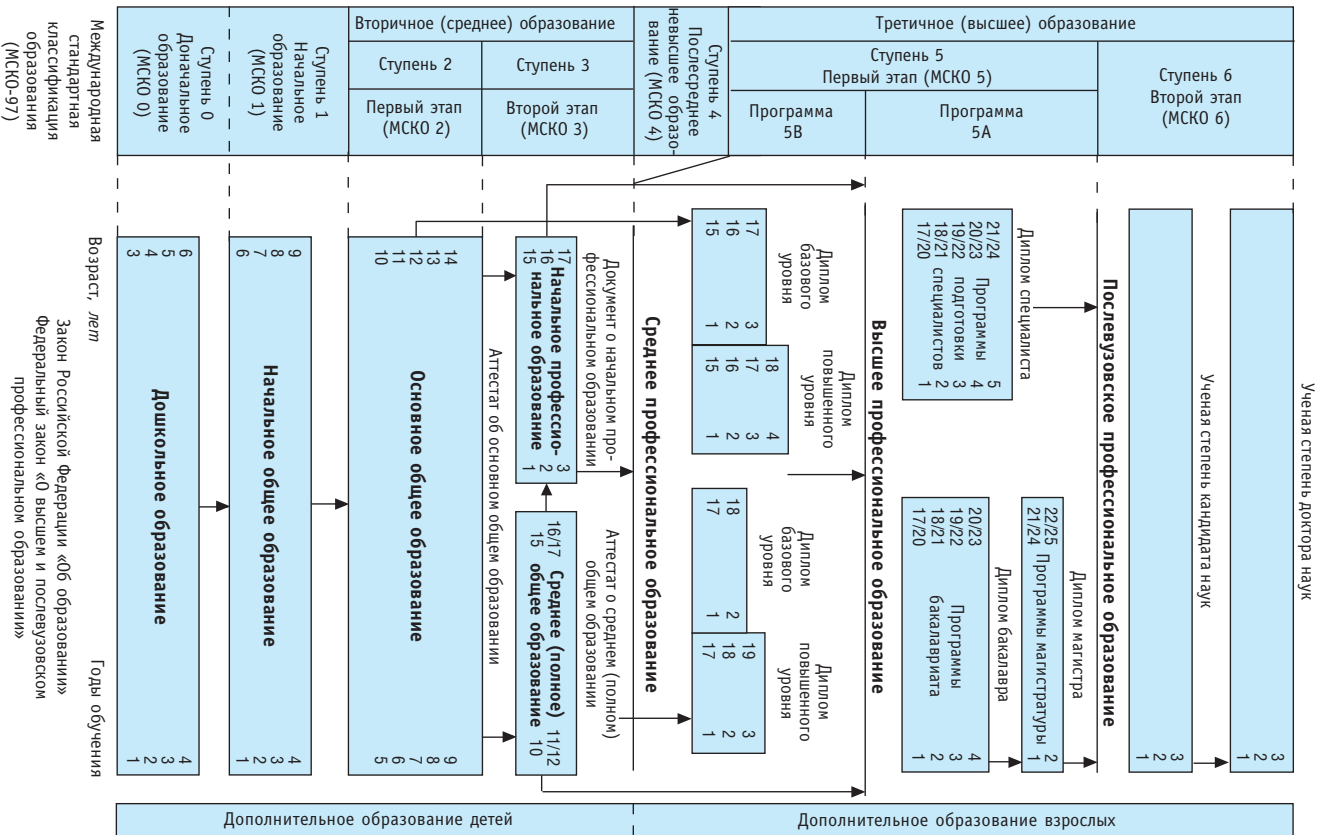 Международная
стандартная
классификация
образования
(МСКО-97)
Ступень 0
Доначальное
образование
(МСКО 0)
Ступень 1
Начальное
образование
(МСКО 1)
Вторичное (среднее) образование
Ступень 2
Первый этап
(МСКО 2)
Ступень 3
Второй этап
(МСКО 3)
Ступень 4
Послесреднее
невысшее образо-
вание (МСКО 4)
Третичное (высшее) образование
Ступень 5
Первый этап (МСКО 5)
Программа
5B
Программа
5A
Ступень 6
Второй этап
(МСКО 6)
Возраст, лет
Закон Российской Федерации «Об образовании»
Федеральный закон «О высшем и послевузовском
профессиональном образовании»
Годы обучения
6
5
4
3
Дошкольное образование
4
3
2
1
9
8
7
6
Начальное общее образование
4
3
2
1
14
13
12
11
10
Основное общее образование
9
8
7
6
5
Аттестат об основном общем образовании
17
16
15
Начальное профессио-
нальное образование
3
2
1
Документ о начальном про-
фессиональном образовании
16/17
15
Среднее (полное)
общее образование
11/12
10
Аттестат о среднем (полном)
общем образовании
Среднее профессиональное образование
17
16
15
3
2
1
Диплом
базового
уровня
18
17
16
15
4
3
2
1
Диплом
повышенного
уровня
18
17
2
1
Диплом
базового
уровня
19
18
17
3
2
1
Диплом
повышенного
уровня
Высшее профессиональное образование
21/24
20/23
19/22
18/21
17/20
Программы
подготовки
специалистов
5
4
3
2
1
Диплом специалиста
20/23
19/22
18/21
17/20
Программы
бакалавриата
4
3
2
1
Диплом бакалавра
22/25
21/24
Программы магистратуры
2
1
Диплом магистра
Послевузовское профессиональное образование
3
2
1
Ученая степень кандидата наук
3
2
1
Ученая степень доктора наук
Дополнительное образование детей
Дополнительное образование взрослых